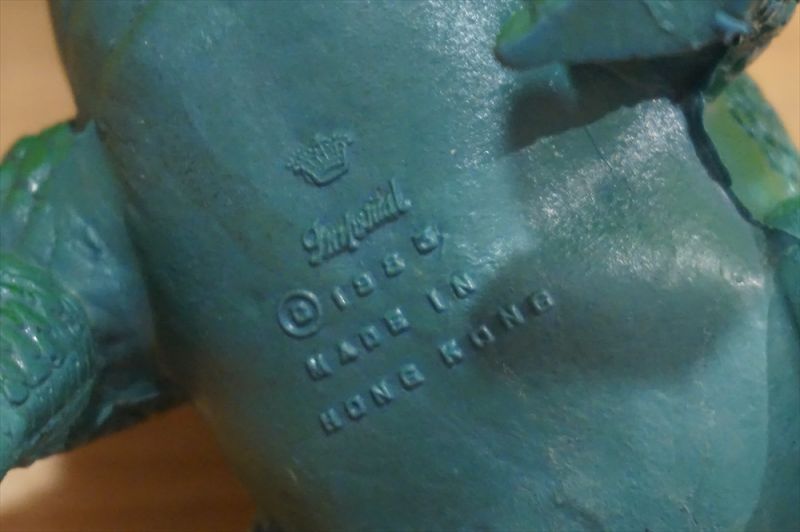 Imperial
© 1985
MADE IN
HONG KONG